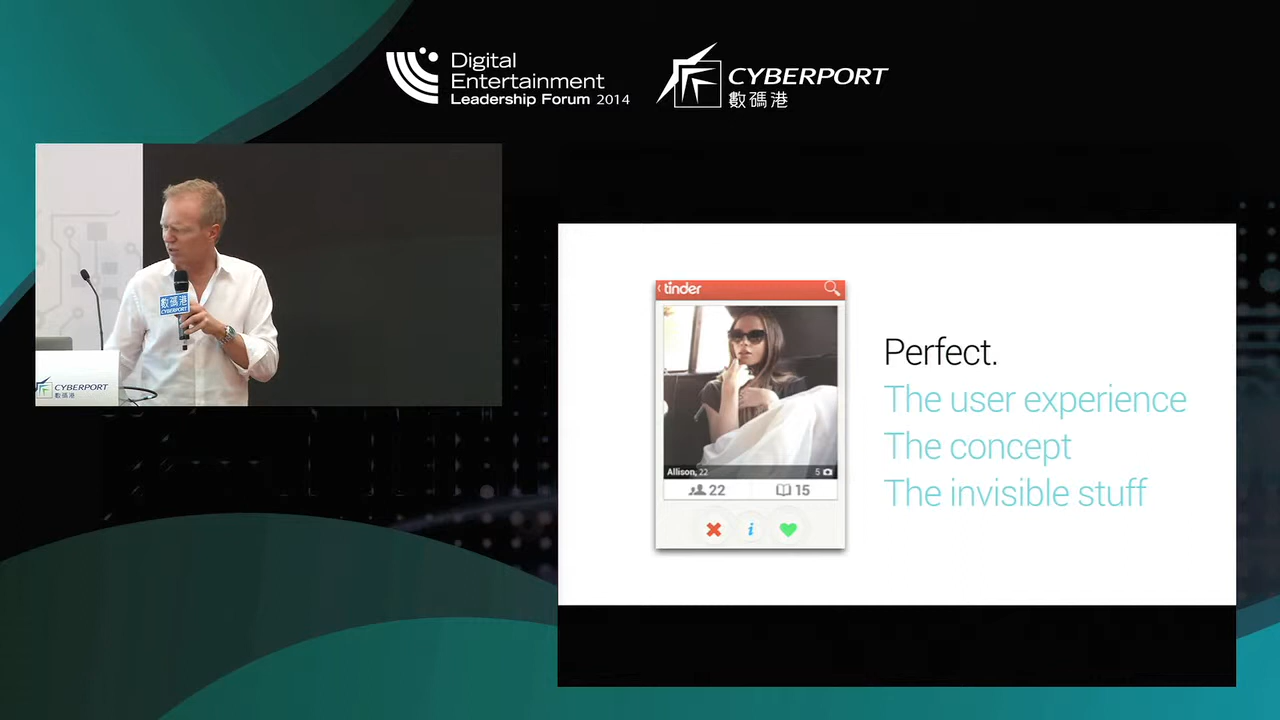 Digital
Entertainment
Leadership Forum 2014
CYBERPORT
數碼港
數碼港
CYBERPORT
CYBERPORT
數碼港
tinder
Allison, 22
5
22
15
i
Perfect.
The user experience
The concept
The invisible stuff